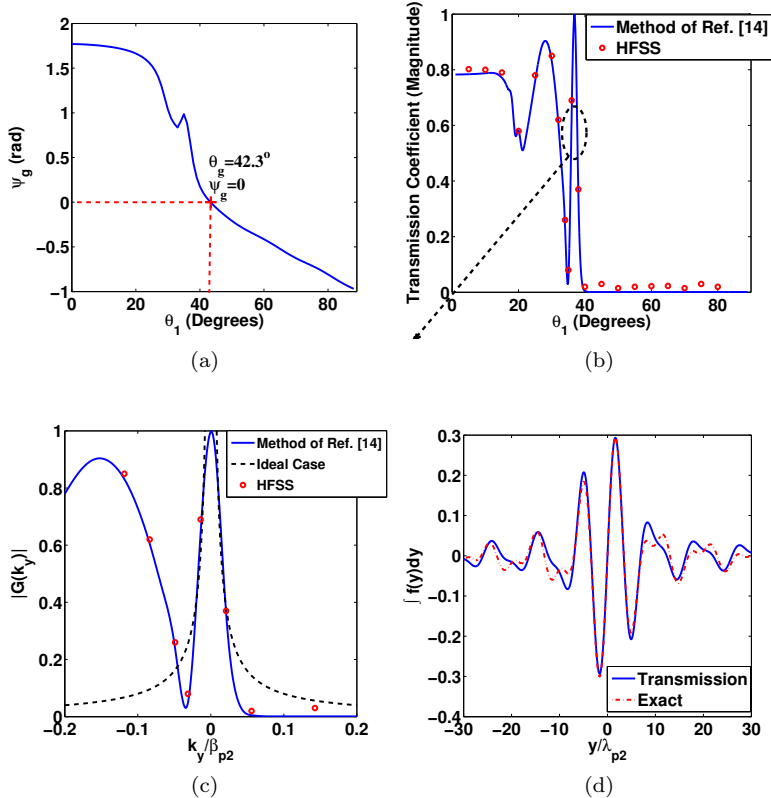 2
1.5
1
0.5
0
−0.5
−1
0
20
40
60
80
ψg (rad)
θ1 (Degrees)
θg=42.3°
ψg=0
(a)
1
0.8
0.6
0.4
0.2
0
20
40
60
80
Transmission Coefficient (Magnitude)
θ1 (Degrees)
Method of Ref. [14]
HFSS
(b)
1
0.8
0.6
0.4
0.2
0
−0.2
−0.1
0
0.1
0.2
|G(ky)|
ky/βp2
Method of Ref. [14]
Ideal Case
HFSS
(c)
0.3
0.2
0.1
0
−0.1
−0.2
−0.3
−0.4
−30
−20
−10
0
10
20
30
∫ f(y)dy
y/λp2
Transmission
Exact
(d)